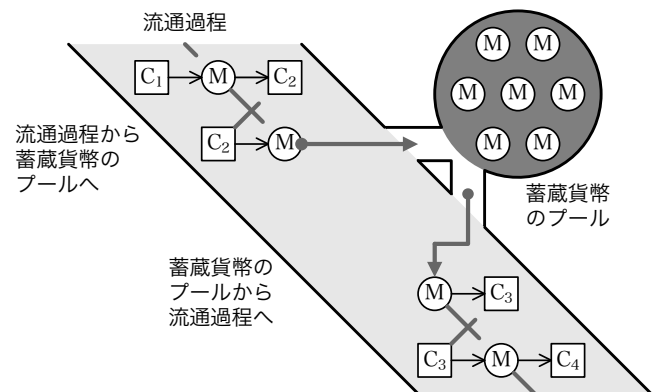 流通過程
C₁ M C₂
C₂ M
流通過程から
蓄蔵貨幣の
プールへ
M M
M M M
M M
蓄蔵貨幣
のプール
蓄蔵貨幣の
プールから
流通過程へ
M C₃
C₃ M C₄